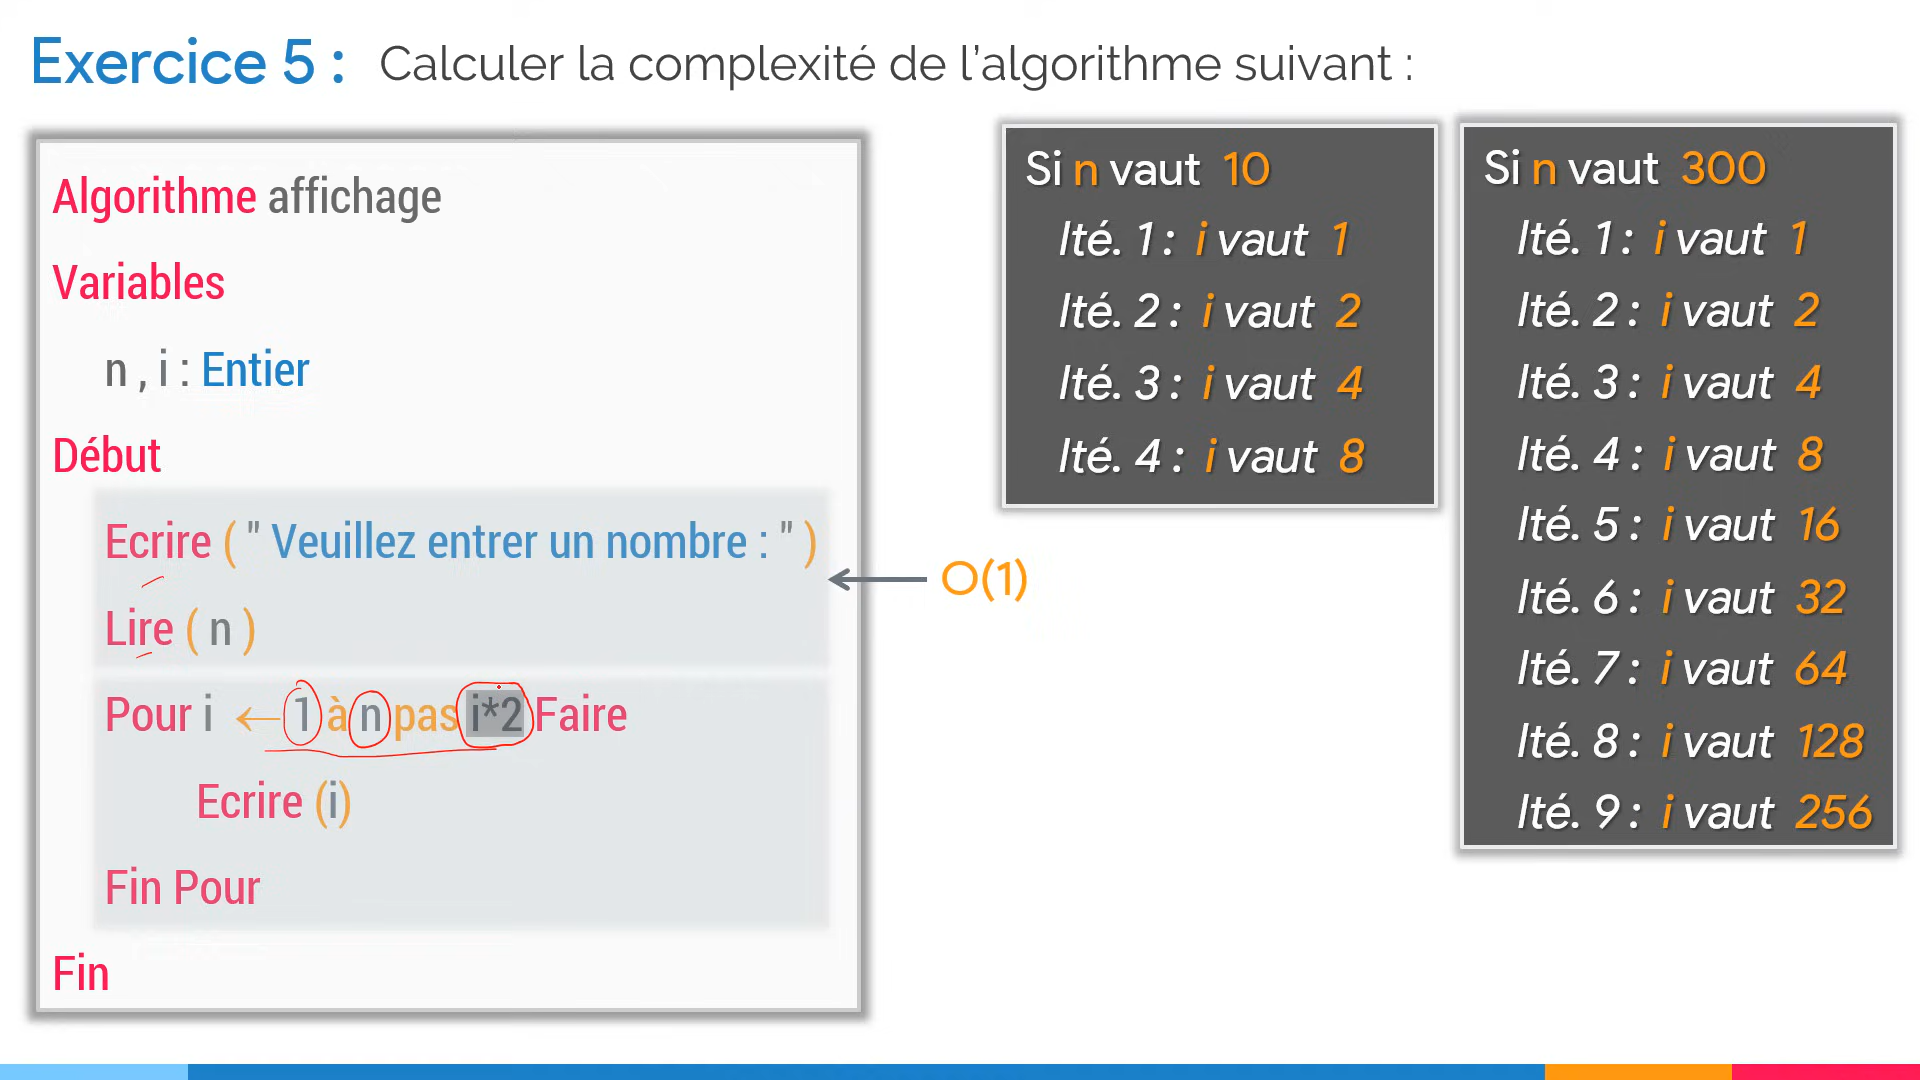 Exercice 5 : Calculer la complexité de l'algorithme suivant :
Algorithme affichage
Variables
n , i : Entier
Début
Ecrire ( " Veuillez entrer un nombre : " )
Lire ( n )
Pour i ← 1 à n pas i*2 Faire
Ecrire (i)
Fin Pour
Fin
O(1)
Si n vaut 10
Ité. 1 : i vaut 1
Ité. 2 : i vaut 2
Ité. 3 : i vaut 4
Ité. 4 : i vaut 8
Si n vaut 300
Ité. 1 : i vaut 1
Ité. 2 : i vaut 2
Ité. 3 : i vaut 4
Ité. 4 : i vaut 8
Ité. 5 : i vaut 16
Ité. 6 : i vaut 32
Ité. 7 : i vaut 64
Ité. 8 : i vaut 128
Ité. 9 : i vaut 256